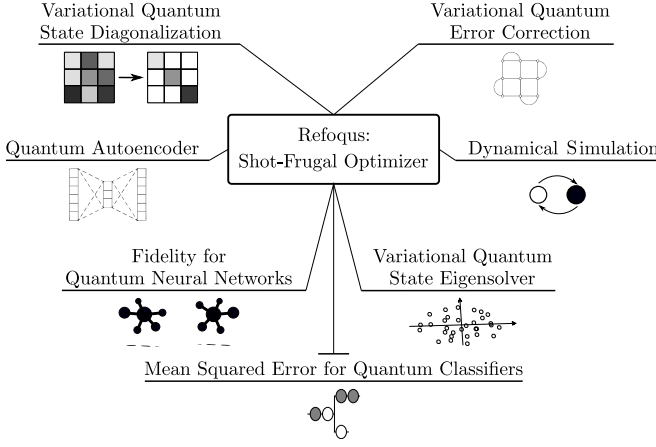 Variational Quantum
State Diagonalization
Variational Quantum
Error Correction
Refoqus:
Shot-Frugal Optimizer
Quantum Autoencoder
Dynamical Simulation
Fidelity for
Quantum Neural Networks
Variational Quantum
State Eigensolver
Mean Squared Error for Quantum Classifiers